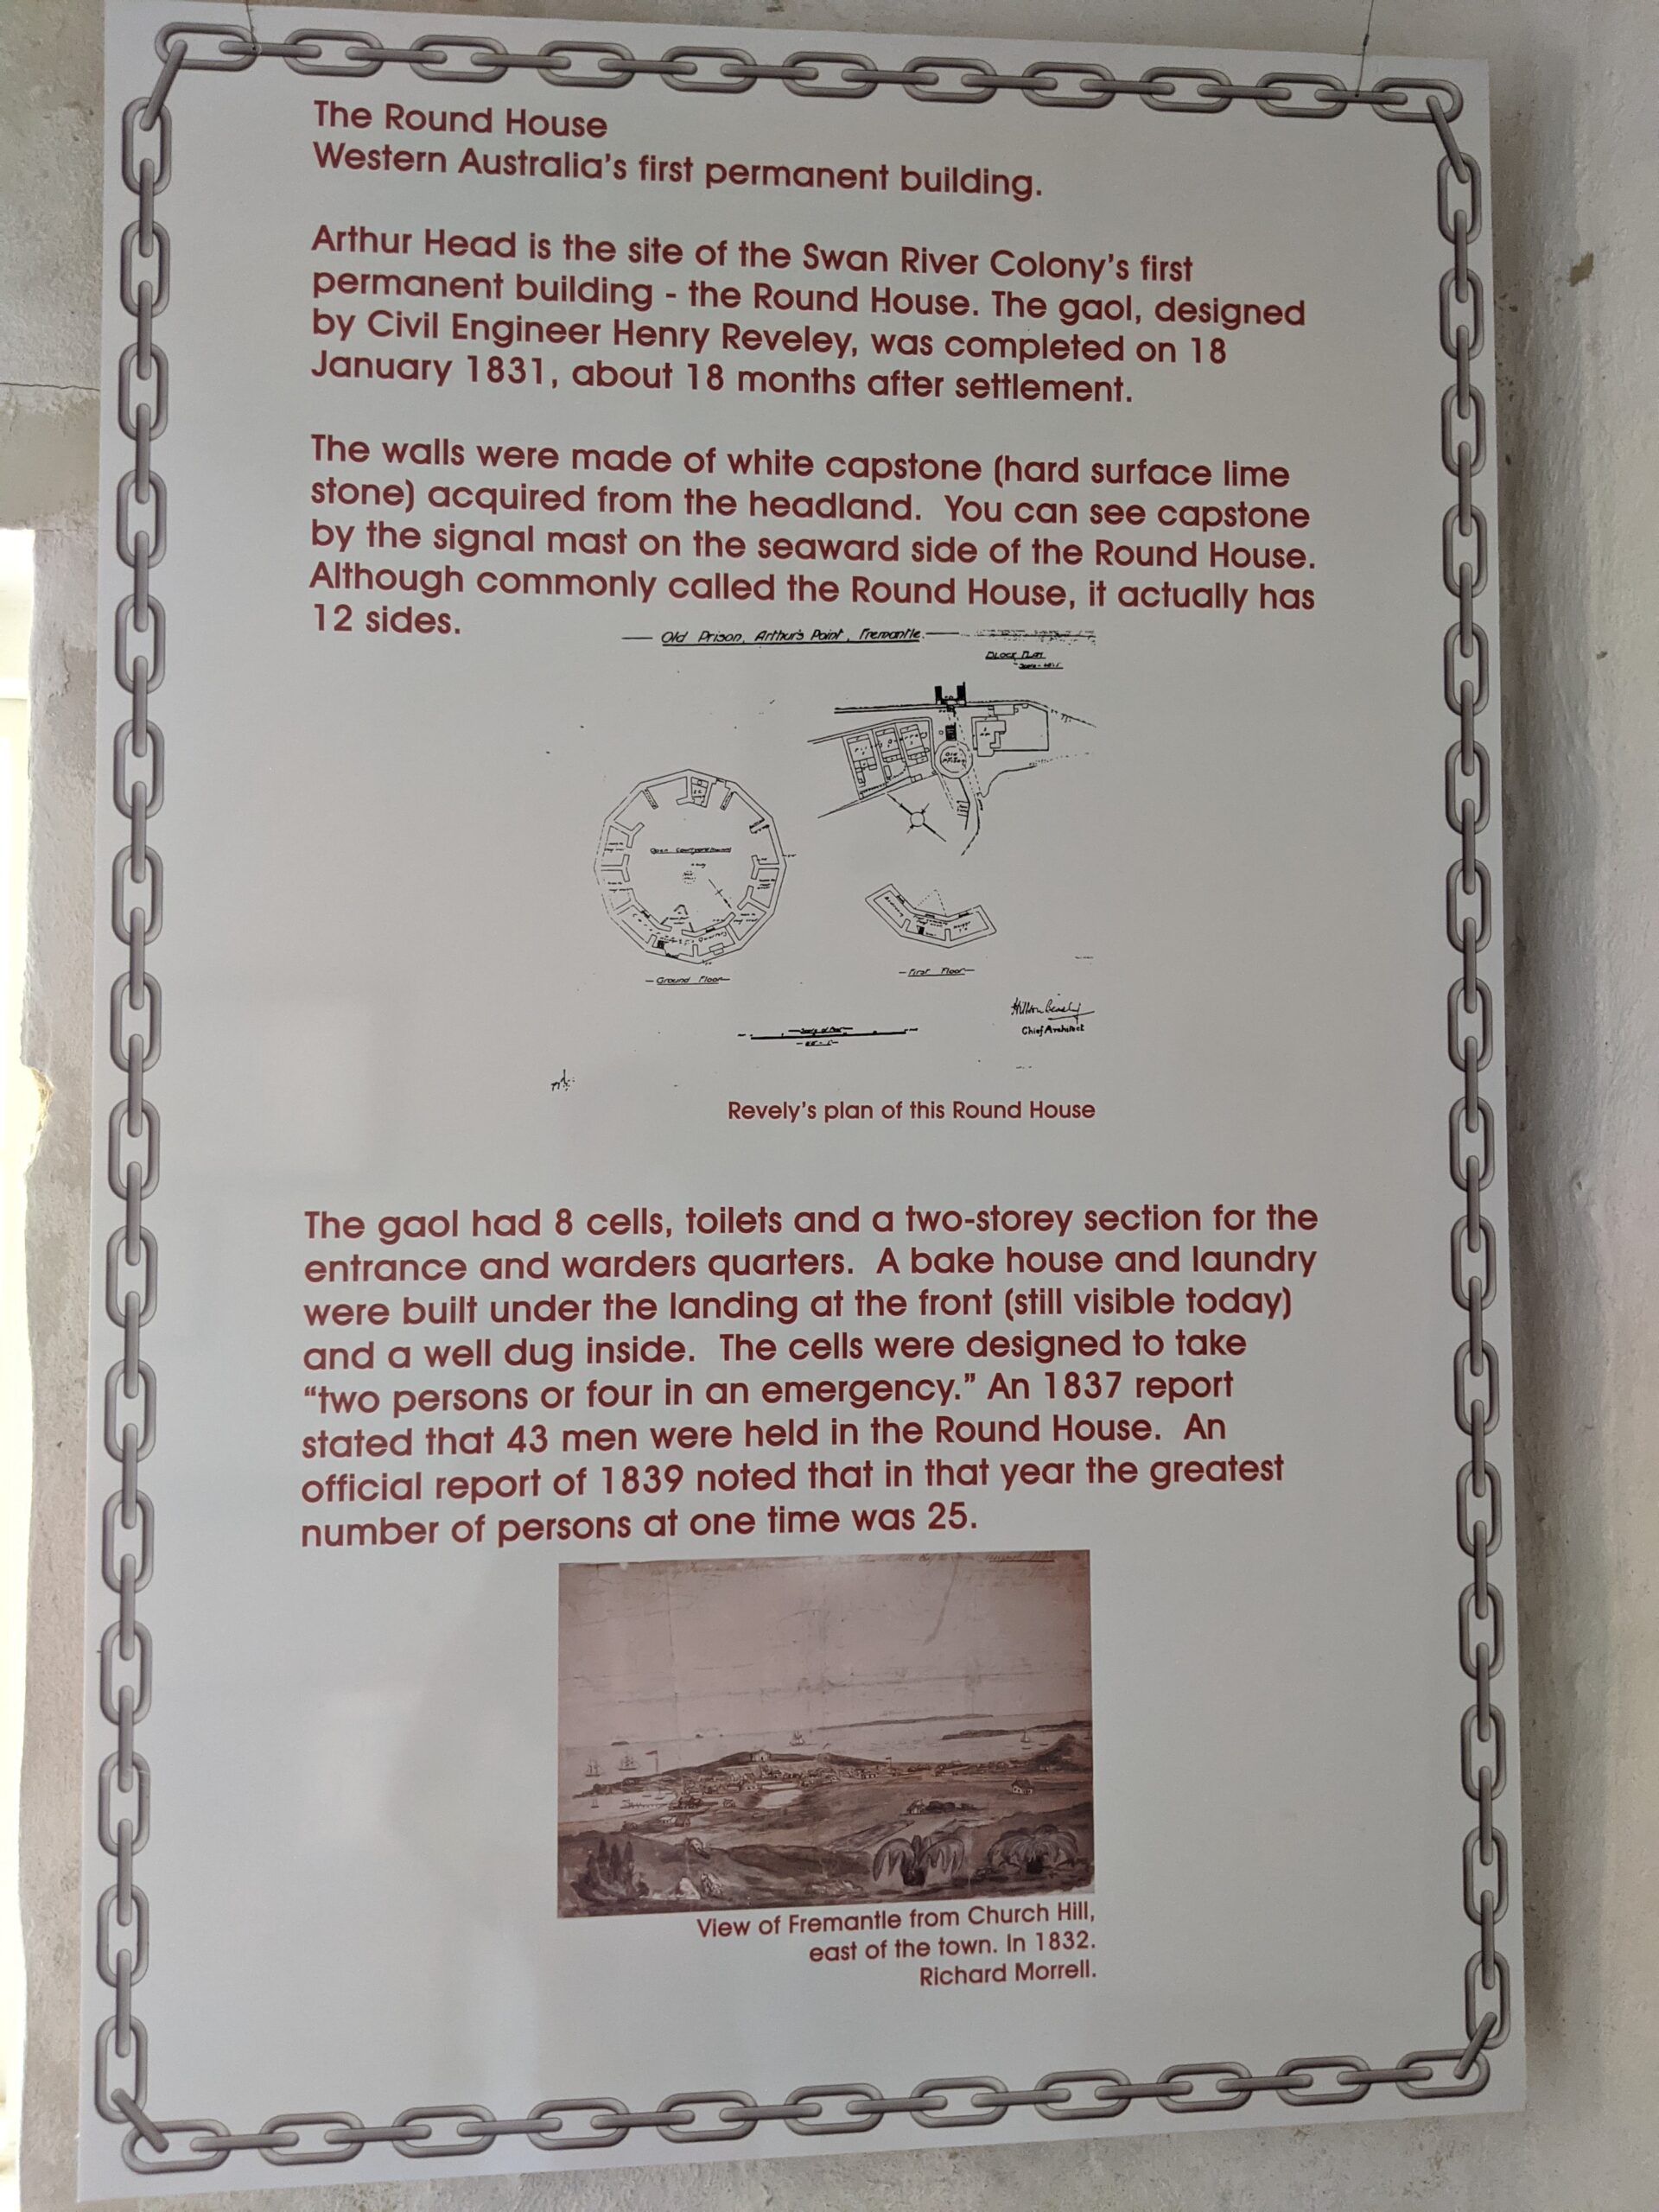 The Round House
Western Australia's first permanent building.
Arthur Head is the site of the Swan River Colony's first
permanent building - the Round House. The gaol, designed
by Civil Engineer Henry Reveley, was completed on 18
January 1831, about 18 months after settlement.
The walls were made of white capstone (hard surface lime
stone) acquired from the headland.  You can see capstone
by the signal mast on the seaward side of the Round House.
Although commonly called the Round House, it actually has
12 sides.
Old Prison, Arthur's Point, Fremantle.
Block Plan
Old Prison
Open Courtyard
Quarters
Ground Floor
First Floor
Chief Architect
Revely's plan of this Round House
The gaol had 8 cells, toilets and a two-storey section for the
entrance and warders quarters.  A bake house and laundry
were built under the landing at the front (still visible today)
and a well dug inside.  The cells were designed to take
“two persons or four in an emergency.” An 1837 report
stated that 43 men were held in the Round House.  An
official report of 1839 noted that in that year the greatest
number of persons at one time was 25.
View of Fremantle from Church Hill,
east of the town. In 1832.
Richard Morrell.